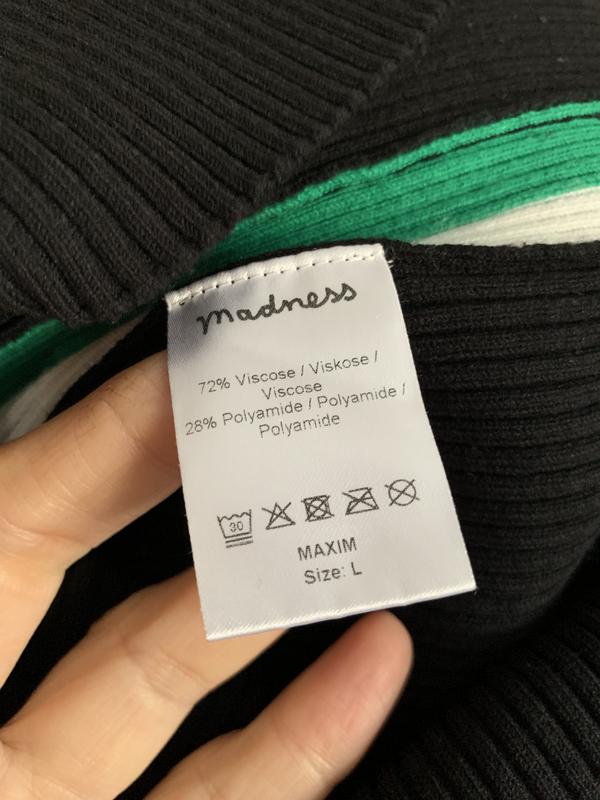 madness
72% Viscose / Viskose /
Viscose
28% Polyamide / Polyamide /
Polyamide
30
MAXIM
Size: L